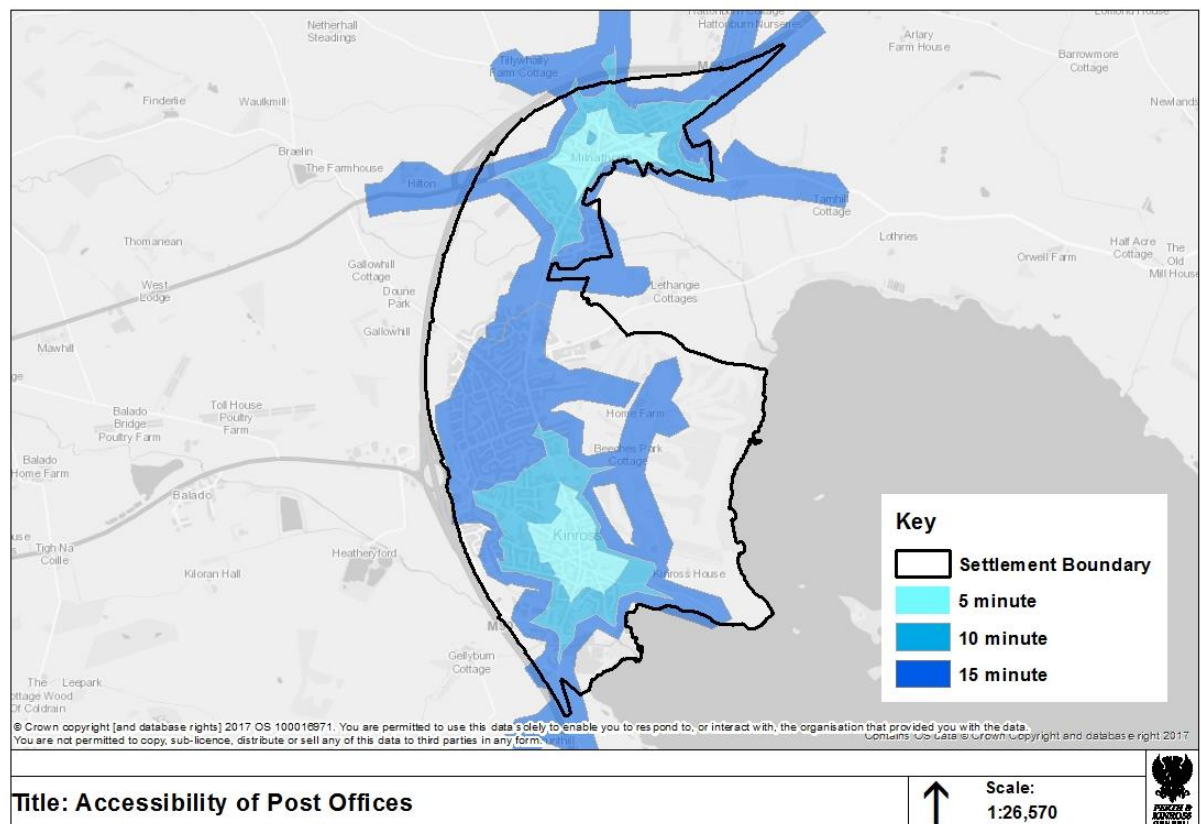 Netherhall
Steadings
Hattonburn Nurseries
Lomond House
Arlary
Farm House
Barrowmore
Cottage
Tillywhally
Farm Cottage
Finderlie
Waulkmill
Newlands
Braelin
The Farmhouse
Milnathort
Hilton
Tarnhill
Cottage
Thomanean
Lothries
Half Acre
Cottage
The
Old
Mill House
Orwell Farm
Gallowhill
Cottage
West
Lodge
Doune
Park
Lethangie
Cottages
Gallowhill
Mawhill
Balado
Bridge
Poultry Farm
Toll House
Poultry
Farm
Home Farm
Beeches Park
Cottage
Balado
Home Farm
Balado
Kinross
Tigh Na
Coille
Kiloran Hall
Heatheryford
Kinross House
Gellybum
Cottage
The
Leepark
Cottage Wood
Of Coldrain
Key
Settlement Boundary
5 minute
10 minute
15 minute
© Crown copyright [and database rights] 2017 OS 100016971. You are permitted to use this data solely to enable you to respond to, or interact with, the organisation that provided you with the data.
You are not permitted to copy, sub-licence, distribute or sell any of this data to third parties in any form.
Contains OS data © Crown Copyright and database right 2017
Title: Accessibility of Post Offices
Scale:
1:26,570
PERTH &
KINROSS
COUNCIL